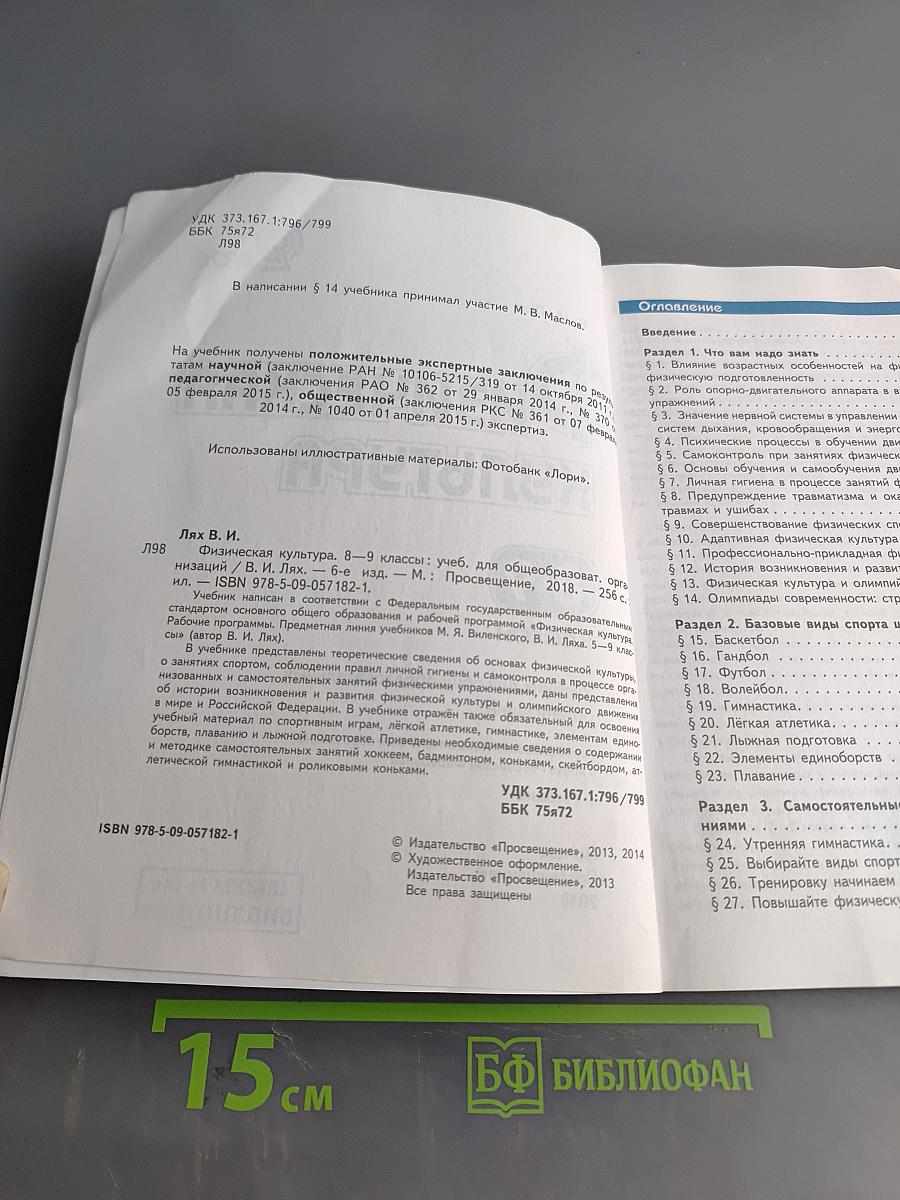 УДК 373.167.1:796/799
ББК 75я72
Л98
В написании § 14 учебника принимал участие М. В. Маслов.
На учебник получены положительные экспертные заключения по
татам научной (заключение РАН № 10106-5215/319 от 14 октября 2011
педагогической (заключения РАО № 362 от 29 января 2014 г., № 370
05 февраля 2015 г.), общественной (заключения РКС № 361 от 07
2014 г., № 1040 от 01 апреля 2015 г.) экспертиз.
Использованы иллюстративные материалы: Фотобанк «Лори».
Лях В. И.
Л98 Физическая культура. 8—9 классы : учеб. для общеобразоват. орга-
низаций / В. И. Лях. — 6-е изд. — М. : Просвещение, 2018. — 256 с. :
ил. — ISBN 978-5-09-057182-1.
Учебник написан в соответствии с Федеральным государственным образовательным
стандартом основного общего образования и рабочей программой «Физическая культура.
Рабочие программы. Предметная линия учебников М. Я. Виленского, В. И. Ляха. 5—9 клас-
сы» (автор В. И. Лях).
В учебнике представлены теоретические сведения об основах физической культуры,
о занятиях спортом, соблюдении правил личной гигиены и самоконтроля в процессе орга-
низованных и самостоятельных занятий физическими упражнениями, даны представления
об истории возникновения и развития физической культуры и олимпийского движения
в мире и Российской Федерации. В учебнике отражён также обязательный для освоения
учебный материал по спортивным играм, лёгкой атлетике, гимнастике, элементам едино-
борств, плаванию и лыжной подготовке. Приведены необходимые сведения о содержании
и методике самостоятельных занятий хоккеем, бадминтоном, коньками, скейтбордом, ат-
летической гимнастикой и роликовыми коньками.
УДК 373.167.1:796/799
ББК 75я72
ISBN 978-5-09-057182-1
© Издательство «Просвещение», 2013, 2014
© Художественное оформление.
Издательство «Просвещение», 2013
Все права защищены
Оглавление
Введение . . . . . . . . . . . . . . .
Раздел 1. Что вам надо знать . . . . . . .
§ 1. Влияние возрастных особенностей на
физическую подготовленность . . . . . . .
§ 2. Роль опорно-двигательного аппарата в
упражнений . . . . . . . . . . . . .
§ 3. Значение нервной системы в управлении
систем дыхания, кровообращения и
§ 4. Психические процессы в обучении
§ 5. Самоконтроль при занятиях
§ 6. Основы обучения и самообучения
§ 7. Личная гигиена в процессе занятий
§ 8. Предупреждение травматизма и
травмах и ушибах . . . . . . . . . .
§ 9. Совершенствование физических
§ 10. Адаптивная физическая культура
§ 11. Профессионально-прикладная
§ 12. История возникновения и
§ 13. Физическая культура и
§ 14. Олимпиады современности:
Раздел 2. Базовые виды спорта
§ 15. Баскетбол . . . . . . . .
§ 16. Гандбол . . . . . . . .
§ 17. Футбол . . . . . . . .
§ 18. Волейбол. . . . . . . .
§ 19. Гимнастика. . . . . . .
§ 20. Лёгкая атлетика. . . . .
§ 21. Лыжная подготовка . . .
§ 22. Элементы единоборств .
§ 23. Плавание . . . . . . .
Раздел 3. Самостоятельные
ниями . . . . . . . . . .
§ 24. Утренняя гимнастика. .
§ 25. Выбирайте виды
§ 26. Тренировку начинаем
§ 27. Повышайте
15 см
БФ БИБЛИОФАН